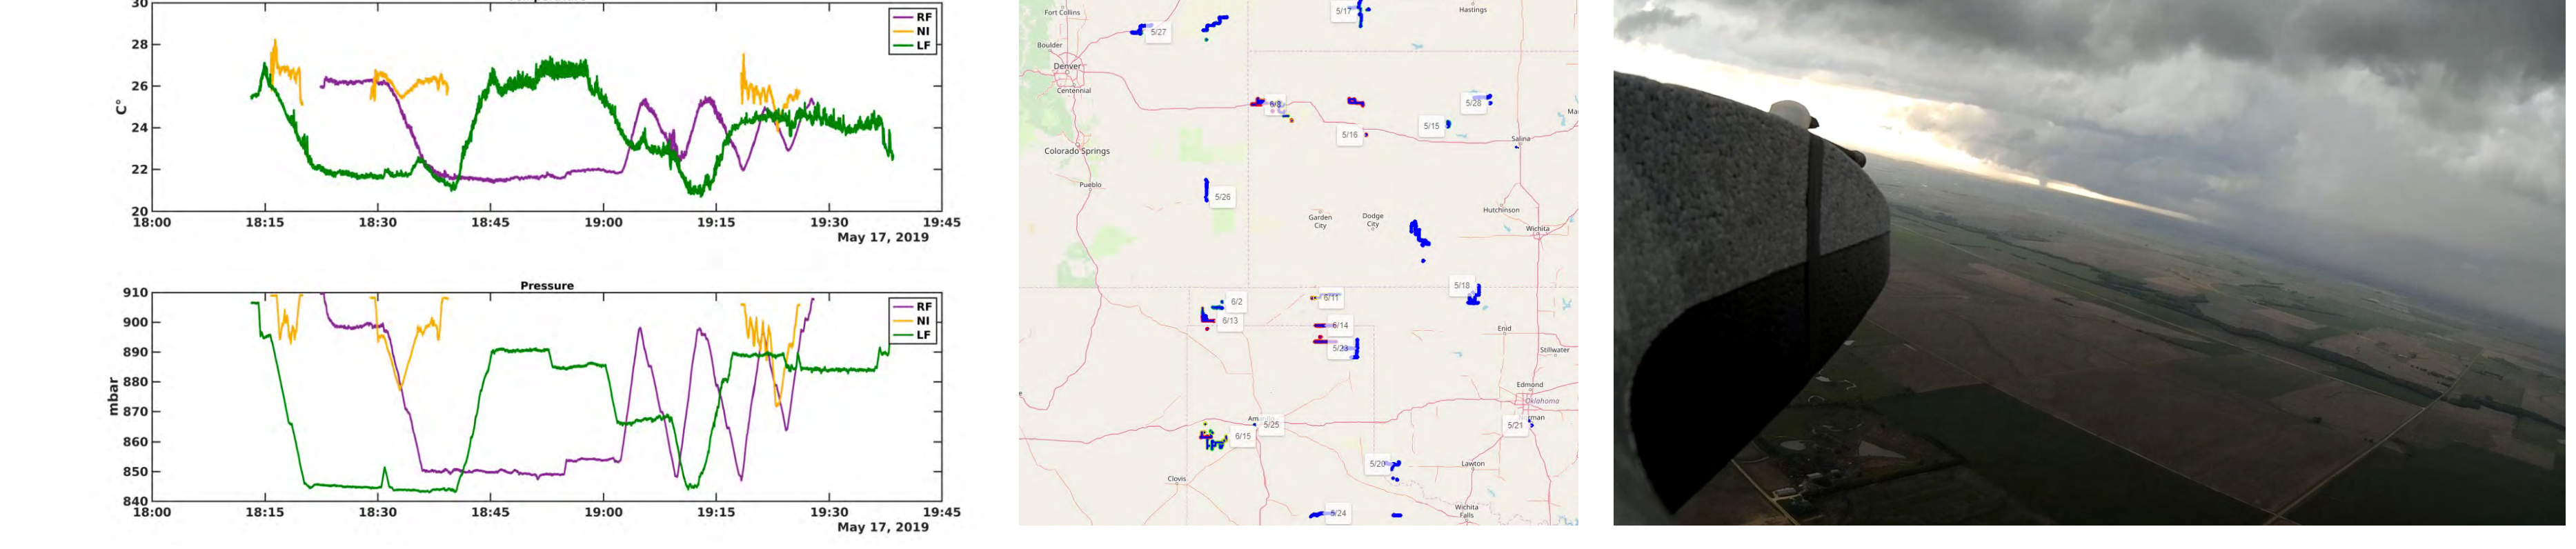 30
28
26
24
22
20
C°
RF
NI
LF
18:00 18:15 18:30 18:45 19:00 19:15 19:30 19:45
May 17, 2019
Pressure
910
900
890
880
870
860
850
840
mbar
RF
NI
LF
18:00 18:15 18:30 18:45 19:00 19:15 19:30 19:45
May 17, 2019
Fort Collins
5/17
Hastings
5/27
Boulder
Denver
Centennial
6/8
5/28
Ma
5/16
5/15
Salina
Colorado Springs
Pueblo
5/26
Garden
City
Dodge
City
Hutchinson
Wichita
5/18
6/2
6/11
6/13
6/14
5/23
Enid
Stillwater
Edmond
Oklahoma
rman
Am
5/25
5/21
6/15
5/20
Lawton
Clovis
Wichita
Falls
5/24